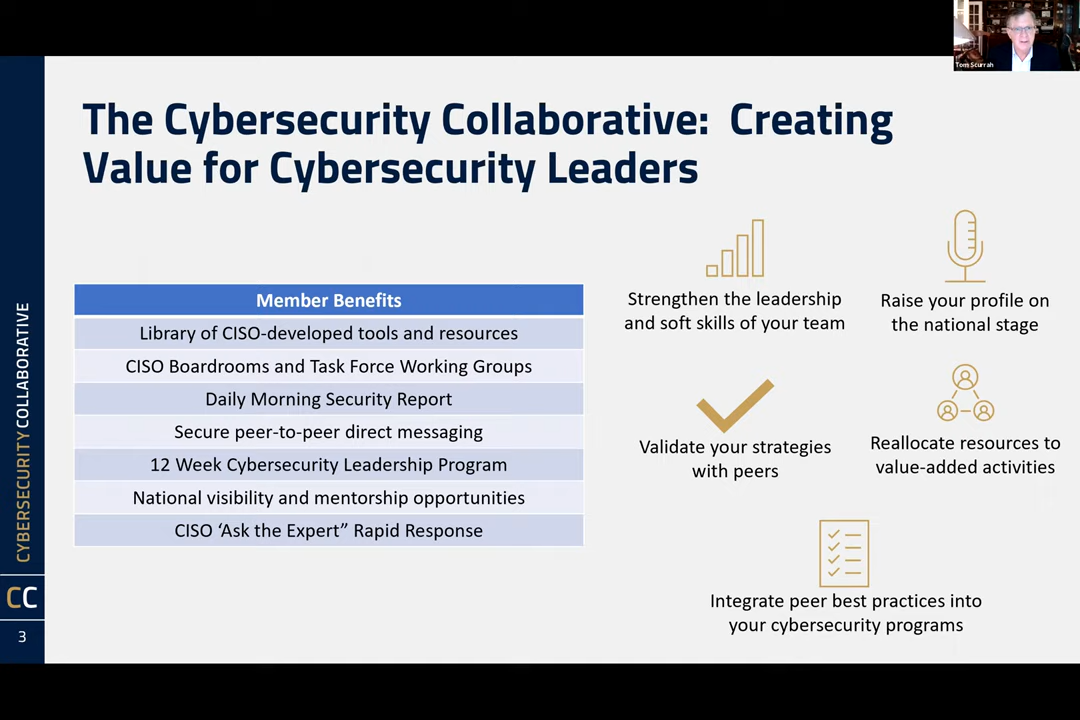 Tom Scurrah
The Cybersecurity Collaborative: Creating
Value for Cybersecurity Leaders
Member Benefits
Library of CISO-developed tools and resources
CISO Boardrooms and Task Force Working Groups
Daily Morning Security Report
Secure peer-to-peer direct messaging
12 Week Cybersecurity Leadership Program
National visibility and mentorship opportunities
CISO ‘Ask the Expert” Rapid Response
Strengthen the leadership
and soft skills of your team
Raise your profile on
the national stage
Validate your strategies
with peers
Reallocate resources to
value-added activities
Integrate peer best practices into
your cybersecurity programs
CYBERSECURITY COLLABORATIVE
CC
3